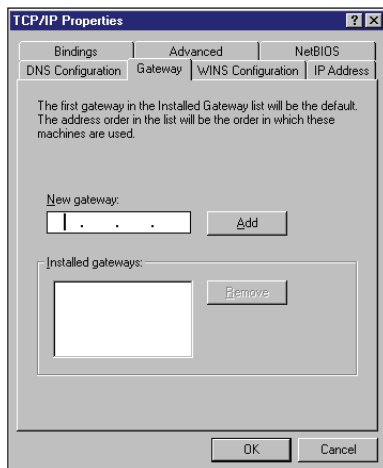 TCP/IP Properties
Bindings Advanced NetBIOS
DNS Configuration Gateway WINS Configuration IP Address
The first gateway in the Installed Gateway list will be the default.
The address order in the list will be the order in which these
machines are used.
New gateway:
. . .
Add
Installed gateways:
Remove
OK Cancel